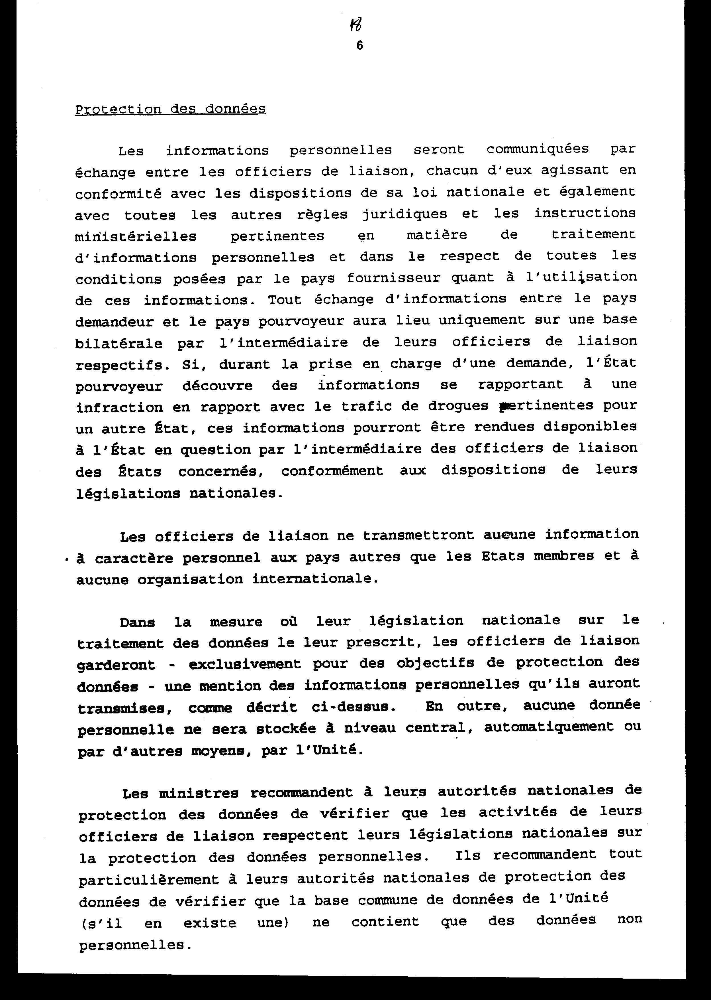 6
Protection des données
Les informations personnelles seront communiquées par
échange entre les officiers de liaison, chacun d'eux agissant en
conformité avec les dispositions de sa loi nationale et également
avec toutes les autres règles juridiques et les instructions
ministérielles pertinentes en matière de traitement
d'informations personnelles et dans le respect de toutes les
conditions posées par le pays fournisseur quant à l'utilisation
de ces informations. Tout échange d'informations entre le pays
demandeur et le pays pourvoyeur aura lieu uniquement sur une base
bilatérale par l'intermédiaire de leurs officiers de liaison
respectifs. Si, durant la prise en charge d'une demande, l'État
pourvoyeur découvre des informations se rapportant à une
infraction en rapport avec le trafic de drogues pertinentes pour
un autre État, ces informations pourront être rendues disponibles
à l'État en question par l'intermédiaire des officiers de liaison
des États concernés, conformément aux dispositions de leurs
législations nationales.
Les officiers de liaison ne transmettront aucune information
à caractère personnel aux pays autres que les Etats membres et à
aucune organisation internationale.
Dans la mesure où leur législation nationale sur le
traitement des données le leur prescrit, les officiers de liaison
garderont - exclusivement pour des objectifs de protection des
données - une mention des informations personnelles qu'ils auront
transmises, comme décrit ci-dessus. En outre, aucune donnée
personnelle ne sera stockée à niveau central, automatiquement ou
par d'autres moyens, par l'Unité.
Les ministres recommandent à leurs autorités nationales de
protection des données de vérifier que les activités de leurs
officiers de liaison respectent leurs législations nationales sur
la protection des données personnelles. Ils recommandent tout
particulièrement à leurs autorités nationales de protection des
données de vérifier que la base commune de données de l'Unité
(s'il en existe une) ne contient que des données non
personnelles.